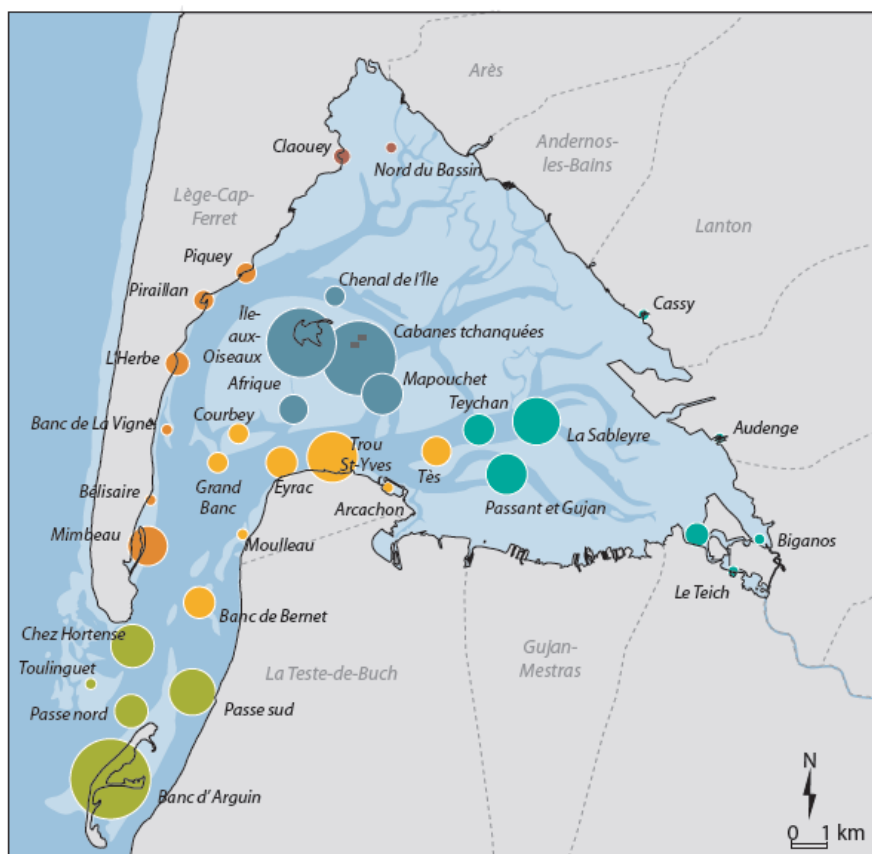 Arès
Claouey
Nord du Bassin
Andernos-
les-Bains
Lège-Cap-
Ferret
Lanton
Piquey
Piraillan
Chenal de l'Île
Cassy
Île-
aux-
Oiseaux
Cabanes tchanquées
L'Herbe
Afrique
Mapouchet
Courbey
Teychan
Banc de La Vigne
La Sableyre
Audenge
Trou
St-Yves
Grand
Banc
Eyrac
Tès
Arcachon
Passant et Gujan
Bélisaire
Mimbeau
Moulleau
Biganos
Le Teich
Banc de Bernet
Chez Hortense
Toulinguet
La Teste-de-Buch
Gujan-
Mestras
Passe nord
Passe sud
Banc d'Arguin
N
0 1 km